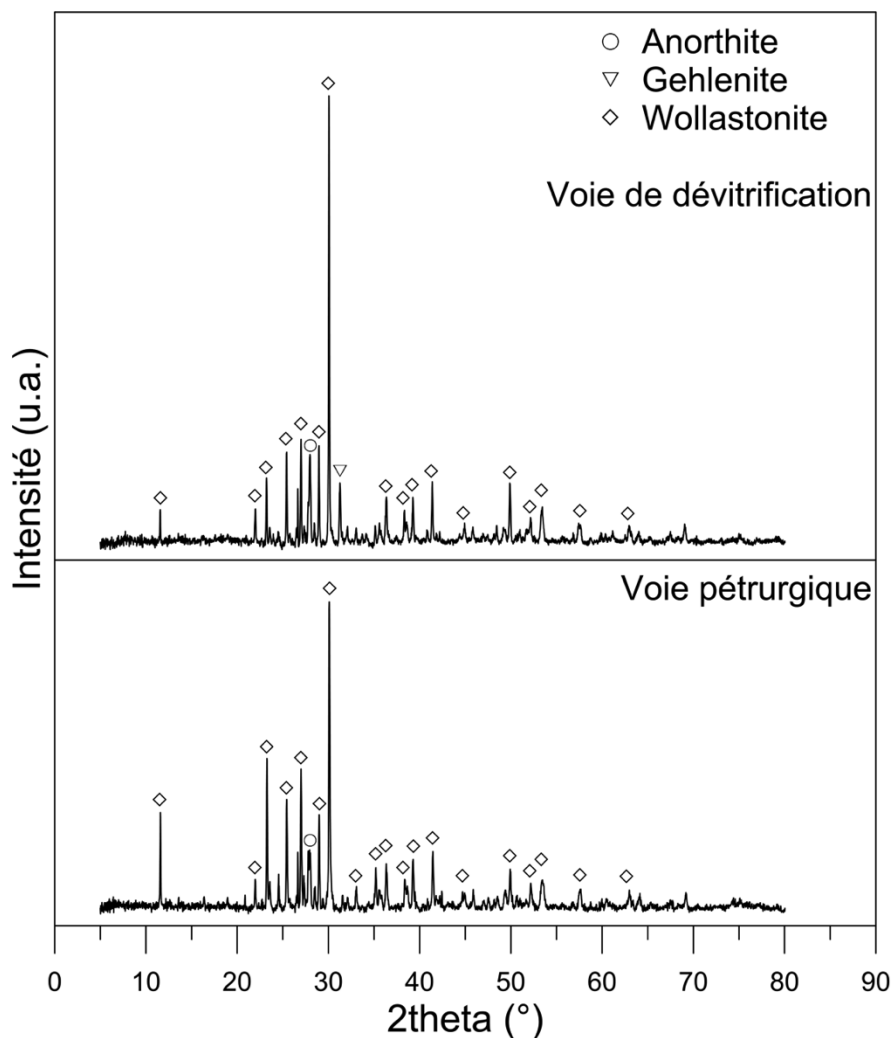 Anorthite
Gehlenite
Wollastonite
Voie de dévitrification
Intensité (u.a.)
Voie pétrurgique
0 10 20 30 40 50 60 70 80 90
2theta (°)